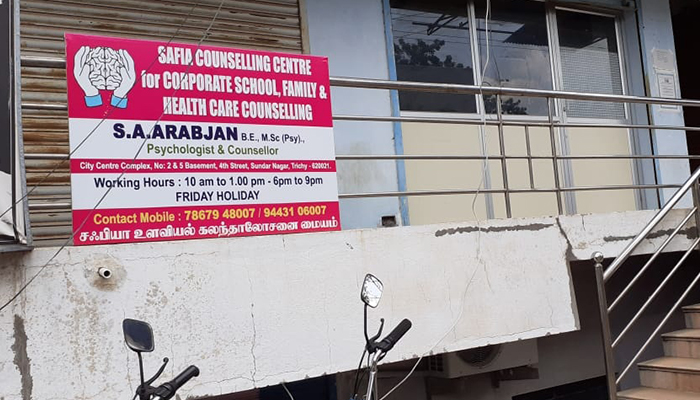 SAFIA COUNSELLING CENTRE
for CORPORATE SCHOOL, FAMILY &
HEALTH CARE COUNSELLING
S.A.ARABJAN B.E., M.Sc (Psy).,
Psychologist & Counsellor
City Centre Complex, No: 2 & 5 Basement, 4th Street, Sundar Nagar, Trichy - 620021.
Working Hours : 10 am to 1.00 pm - 6pm to 9pm
FRIDAY HOLIDAY
Contact Mobile : 78679 48007 / 94431 06007
சஃபியா உளவியல் கலந்தாலோசனை மையம்